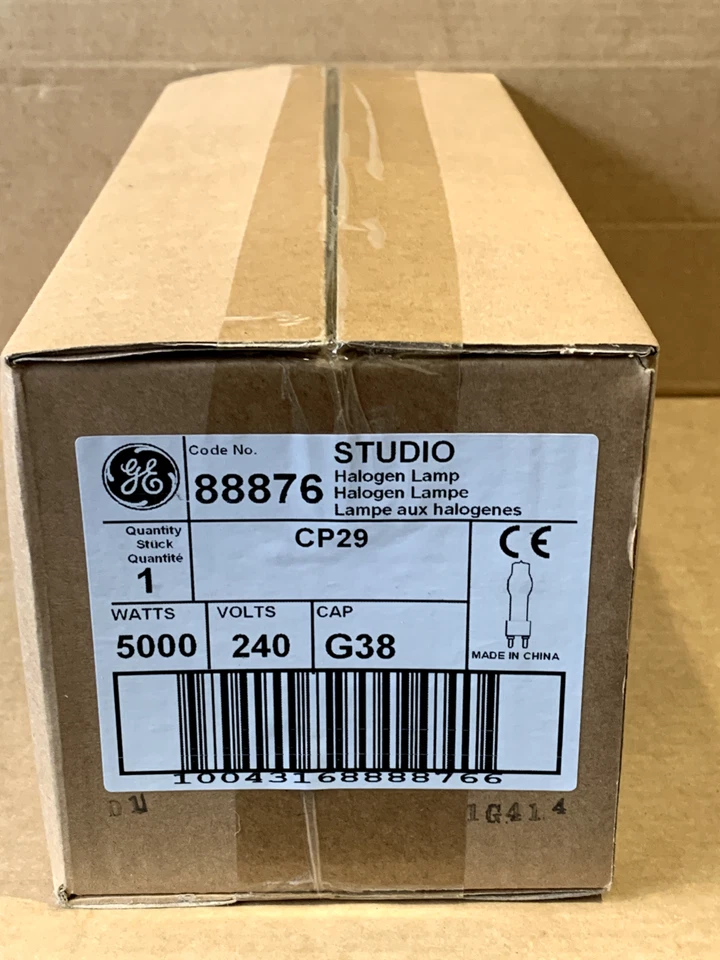 GE
Code No.
88876
STUDIO
Halogen Lamp
Halogen Lampe
Lampe aux halogenes
Quantity
Stück
Quantité
1
CP29
CE
WATTS
5000
VOLTS
240
CAP
G38
MADE IN CHINA
10043168888766
DU
1G414